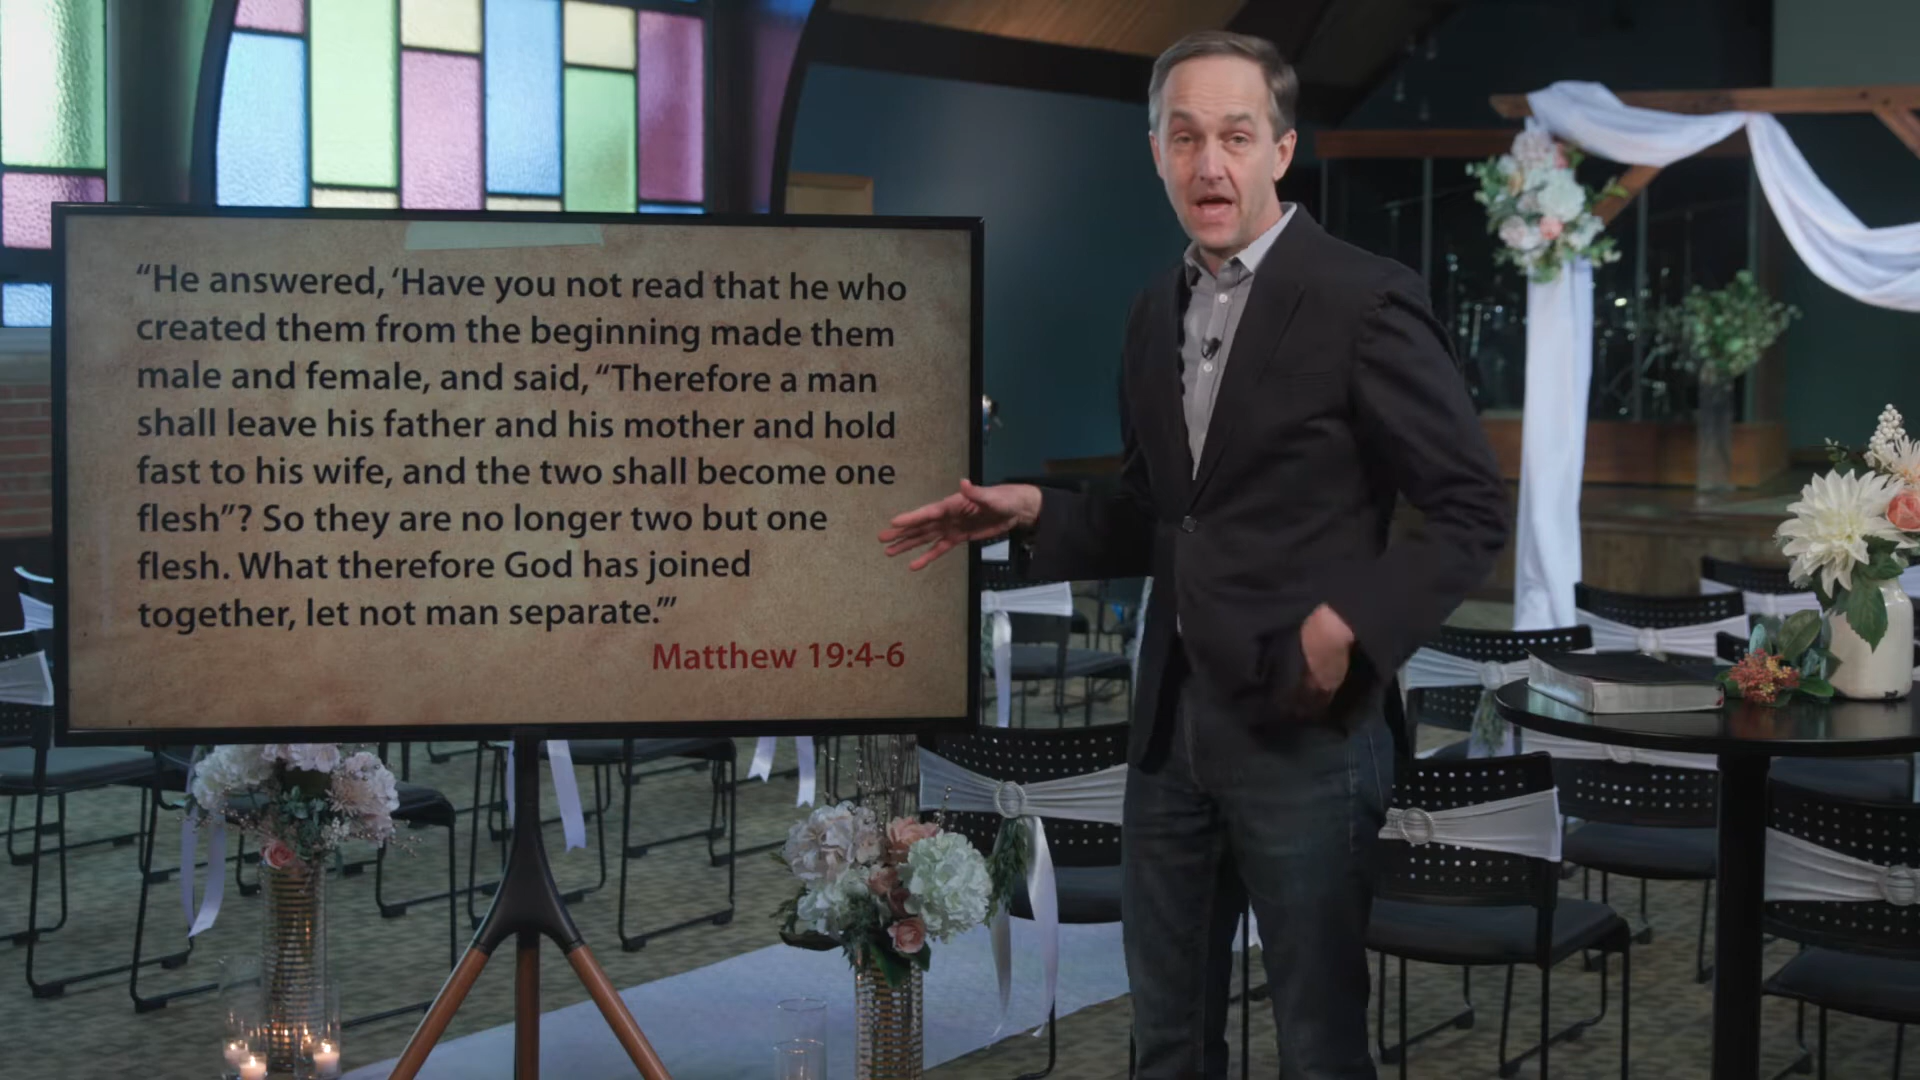 “He answered, ‘Have you not read that he who
created them from the beginning made them
male and female, and said, “Therefore a man
shall leave his father and his mother and hold
fast to his wife, and the two shall become one
flesh”? So they are no longer two but one
flesh. What therefore God has joined
together, let not man separate.’”
Matthew 19:4-6